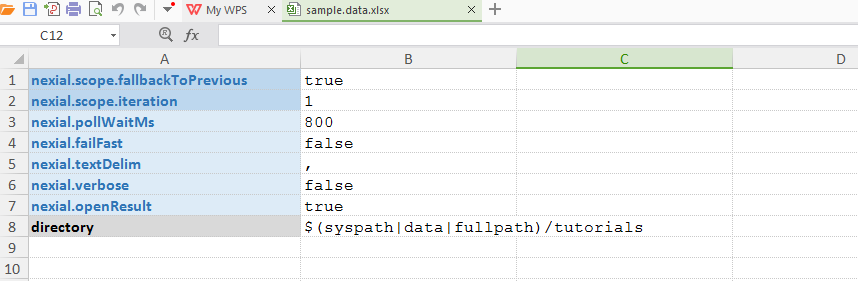 My WPS
sample.data.xlsx
C12
fx
A B C D
1 nexial.scope.fallbackToPrevious true
2 nexial.scope.iteration 1
3 nexial.pollWaitMs 800
4 nexial.failFast false
5 nexial.textDelim ,
6 nexial.verbose false
7 nexial.openResult true
8 directory $(syspath|data|fullpath)/tutorials
9
10